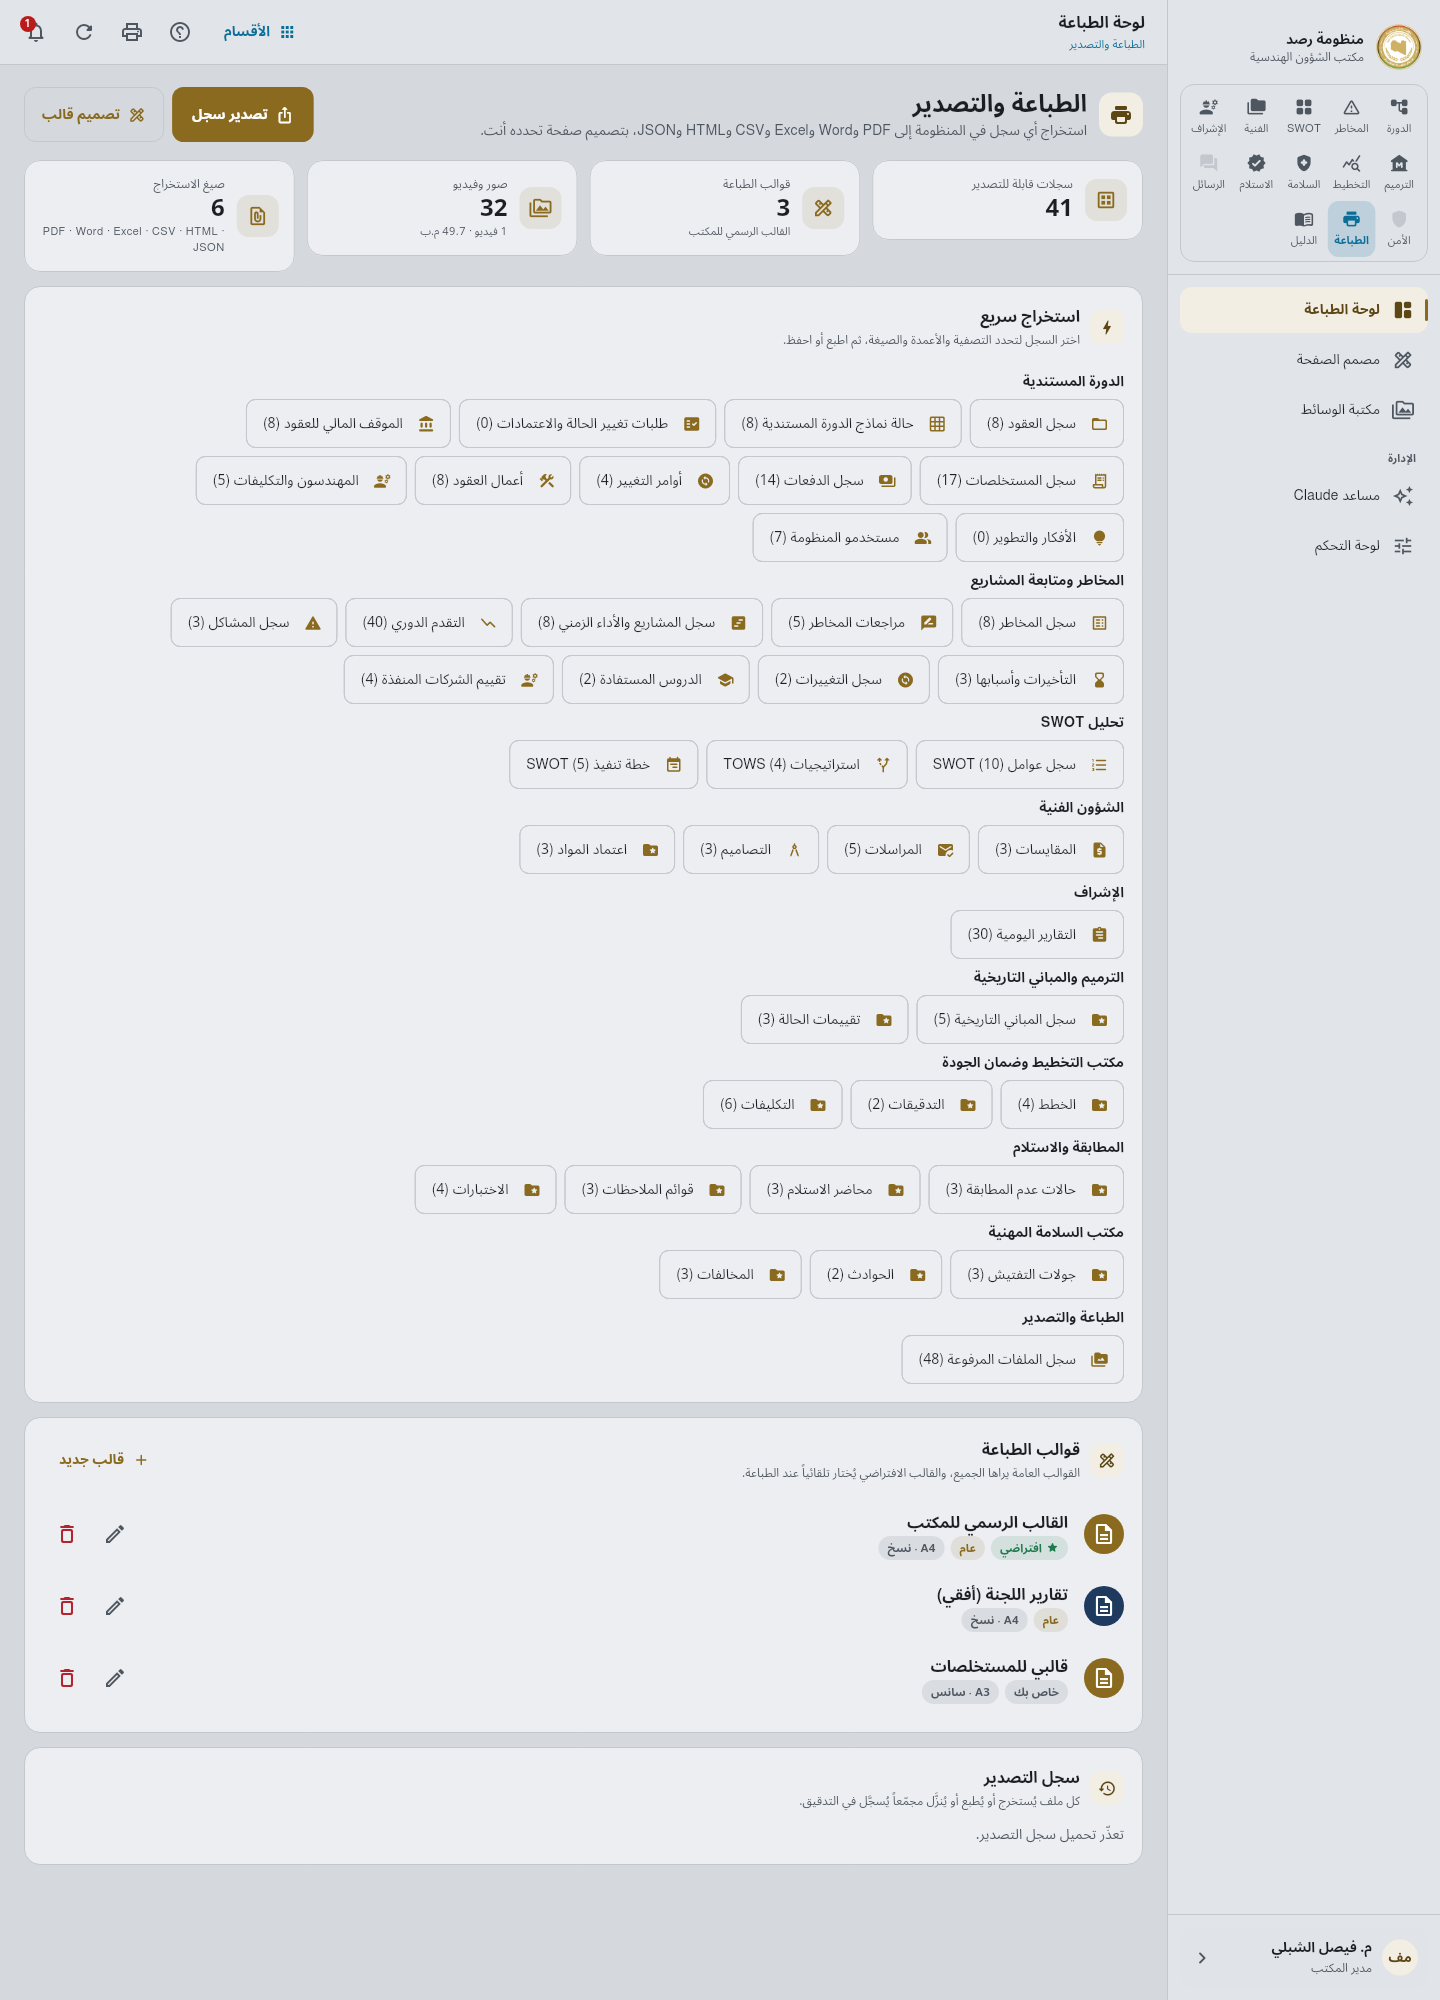 منظومة رصد
مكتب الشؤون الهندسية
الدورة
المخاطر
SWOT
الفنية
الإشراف
الترميم
التخطيط
السلامة
الاستلام
الرسائل
الأمن
الطباعة
الدليل
لوحة الطباعة
مصمم الصفحة
مكتبة الوسائط
الإدارة
مساعد Claude
لوحة التحكم
م. فيصل الشبلي
مدير المكتب
مف
لوحة الطباعة
الطباعة والتصدير
الأقسام
1
الطباعة والتصدير
استخراج أي سجل في المنظومة إلى PDF وWord وExcel وCSV وHTML وJSON، بتصميم صفحة تحدده أنت.
تصدير سجل
تصميم قالب
سجلات قابلة للتصدير
41
قوالب الطباعة
3
القالب الرسمي للمكتب
صور وفيديو
32
1 فيديو · 49.7 م.ب
صيغ الاستخراج
6
PDF · Word · Excel · CSV · HTML · JSON
استخراج سريع
اختر السجل لتحدد التصفية والأعمدة والصيغة، ثم اطبع أو احفظ.
الدورة المستندية
سجل العقود (8)
حالة نماذج الدورة المستندية (8)
طلبات تغيير الحالة والاعتمادات (0)
الموقف المالي للعقود (8)
سجل المستخلصات (17)
سجل الدفعات (14)
أوامر التغيير (4)
أعمال العقود (8)
المهندسون والتكليفات (5)
الأفكار والتطوير (0)
مستخدمو المنظومة (7)
المخاطر ومتابعة المشاريع
سجل المخاطر (8)
مراجعات المخاطر (5)
سجل المشاريع والأداء الزمني (8)
التقدم الدوري (40)
سجل المشاكل (3)
التأخيرات وأسبابها (3)
سجل التغييرات (2)
الدروس المستفادة (2)
تقييم الشركات المنفذة (4)
تحليل SWOT
سجل عوامل SWOT (10)
استراتيجيات TOWS (4)
خطة تنفيذ SWOT (5)
الشؤون الفنية
المقايسات (3)
المراسلات (5)
التصاميم (3)
اعتماد المواد (3)
الإشراف
التقارير اليومية (30)
الترميم والمباني التاريخية
سجل المباني التاريخية (5)
تقييمات الحالة (3)
مكتب التخطيط وضمان الجودة
الخطط (4)
التدقيقات (2)
التكليفات (6)
المطابقة والاستلام
حالات عدم المطابقة (3)
محاضر الاستلام (3)
قوائم الملاحظات (3)
الاختبارات (4)
مكتب السلامة المهنية
جولات التفتيش (3)
الحوادث (2)
المخالفات (3)
الطباعة والتصدير
سجل الملفات المرفوعة (48)
قوالب الطباعة
القوالب العامة يراها الجميع، والقالب الافتراضي يُختار تلقائياً عند الطباعة.
قالب جديد
القالب الرسمي للمكتب
افتراضي
عام
A4 · نسخ
تقارير اللجنة (أفقي)
عام
A4 · نسخ
قالبي للمستخلصات
خاص بك
A3 · سانس
سجل التصدير
كل ملف يُستخرج أو يُطبع أو يُنزَّل مجمّعاً يُسجَّل في التدقيق.
تعذّر تحميل سجل التصدير.